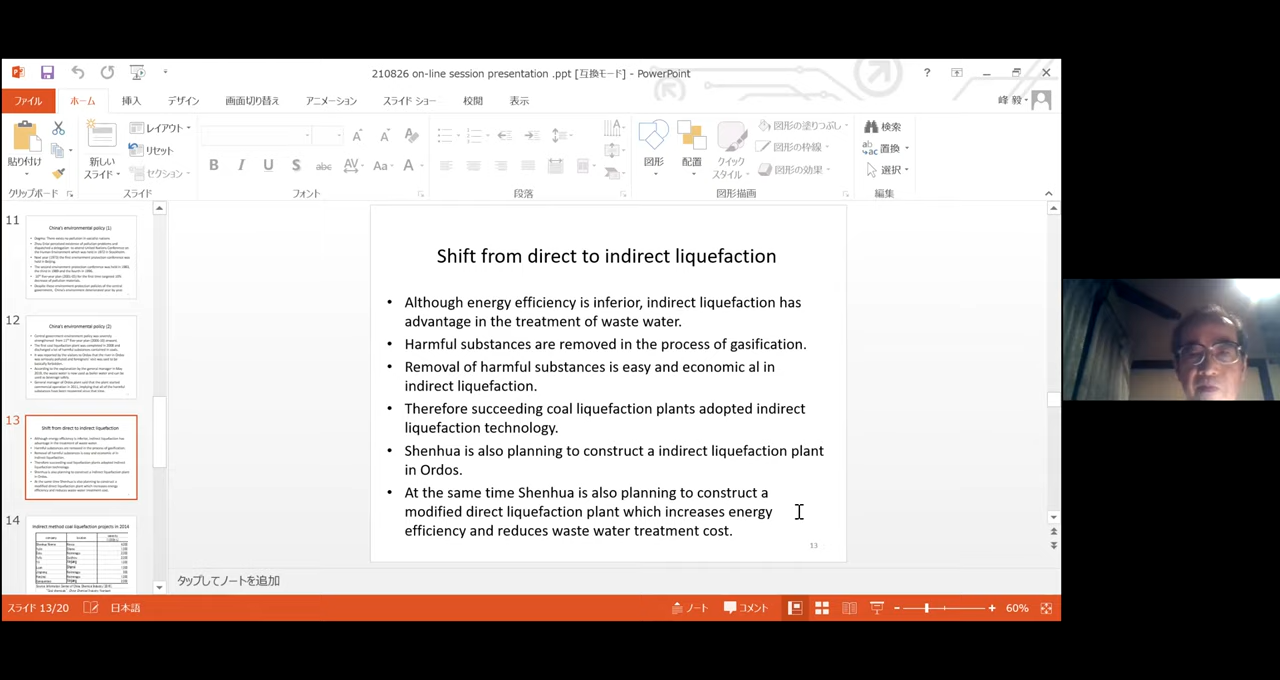 210826 on-line session presentation .ppt [互換モード] - PowerPoint
ファイル
ホーム
挿入
デザイン
画面切り替え
アニメーション
スライド ショー
校閲
表示
峰 毅
貼り付け
新しい
スライド
レイアウト
リセット
セクション
図形
配置
クイック
スタイル
図形の塗りつぶし
図形の枠線
図形の効果
検索
置換
選択
クリップボード
スライド
フォント
段落
図形描画
編集
11
China's environmental policy (1)
12
China's environmental policy (2)
13
Shift from direct to indirect liquefaction
14
Indirect method coal liquefaction projects in 2014
Shift from direct to indirect liquefaction
• Although energy efficiency is inferior, indirect liquefaction has
advantage in the treatment of waste water.
• Harmful substances are removed in the process of gasification.
• Removal of harmful substances is easy and economic al in
indirect liquefaction.
• Therefore succeeding coal liquefaction plants adopted indirect
liquefaction technology.
• Shenhua is also planning to construct a indirect liquefaction plant
in Ordos.
• At the same time Shenhua is also planning to construct a
modified direct liquefaction plant which increases energy
efficiency and reduces waste water treatment cost.
13
タップしてノートを追加
スライド 13/20
日本語
ノート
コメント
60%